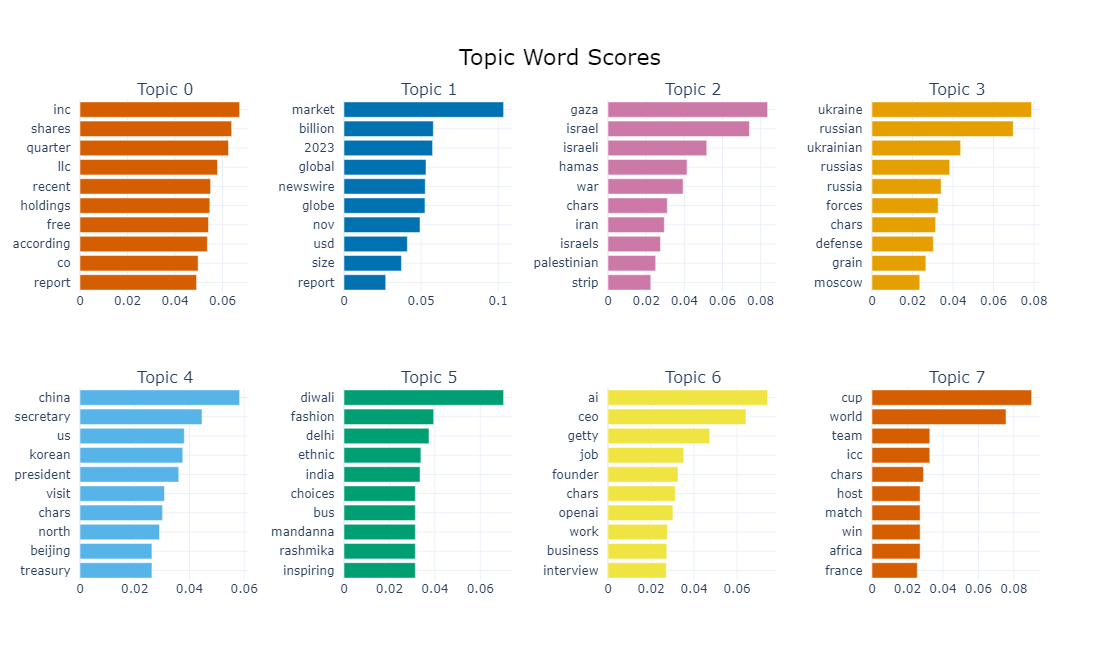 Topic Word Scores
Topic 0
inc
shares
quarter
llc
recent
holdings
free
according
co
report
0 0.02 0.04 0.06
Topic 1
market
billion
2023
global
newswire
globe
nov
usd
size
report
0 0.05 0.1
Topic 2
gaza
israel
israeli
hamas
war
chars
iran
israels
palestinian
strip
0 0.02 0.04 0.06 0.08
Topic 3
ukraine
russian
ukrainian
russias
russia
forces
chars
defense
grain
moscow
0 0.02 0.04 0.06 0.08
Topic 4
china
secretary
us
korean
president
visit
chars
north
beijing
treasury
0 0.02 0.04 0.06
Topic 5
diwali
fashion
delhi
ethnic
india
choices
bus
mandanna
rashmika
inspiring
0 0.02 0.04 0.06
Topic 6
ai
ceo
getty
job
founder
chars
openai
work
business
interview
0 0.02 0.04 0.06
Topic 7
cup
world
team
icc
chars
host
match
win
africa
france
0 0.02 0.04 0.06 0.08